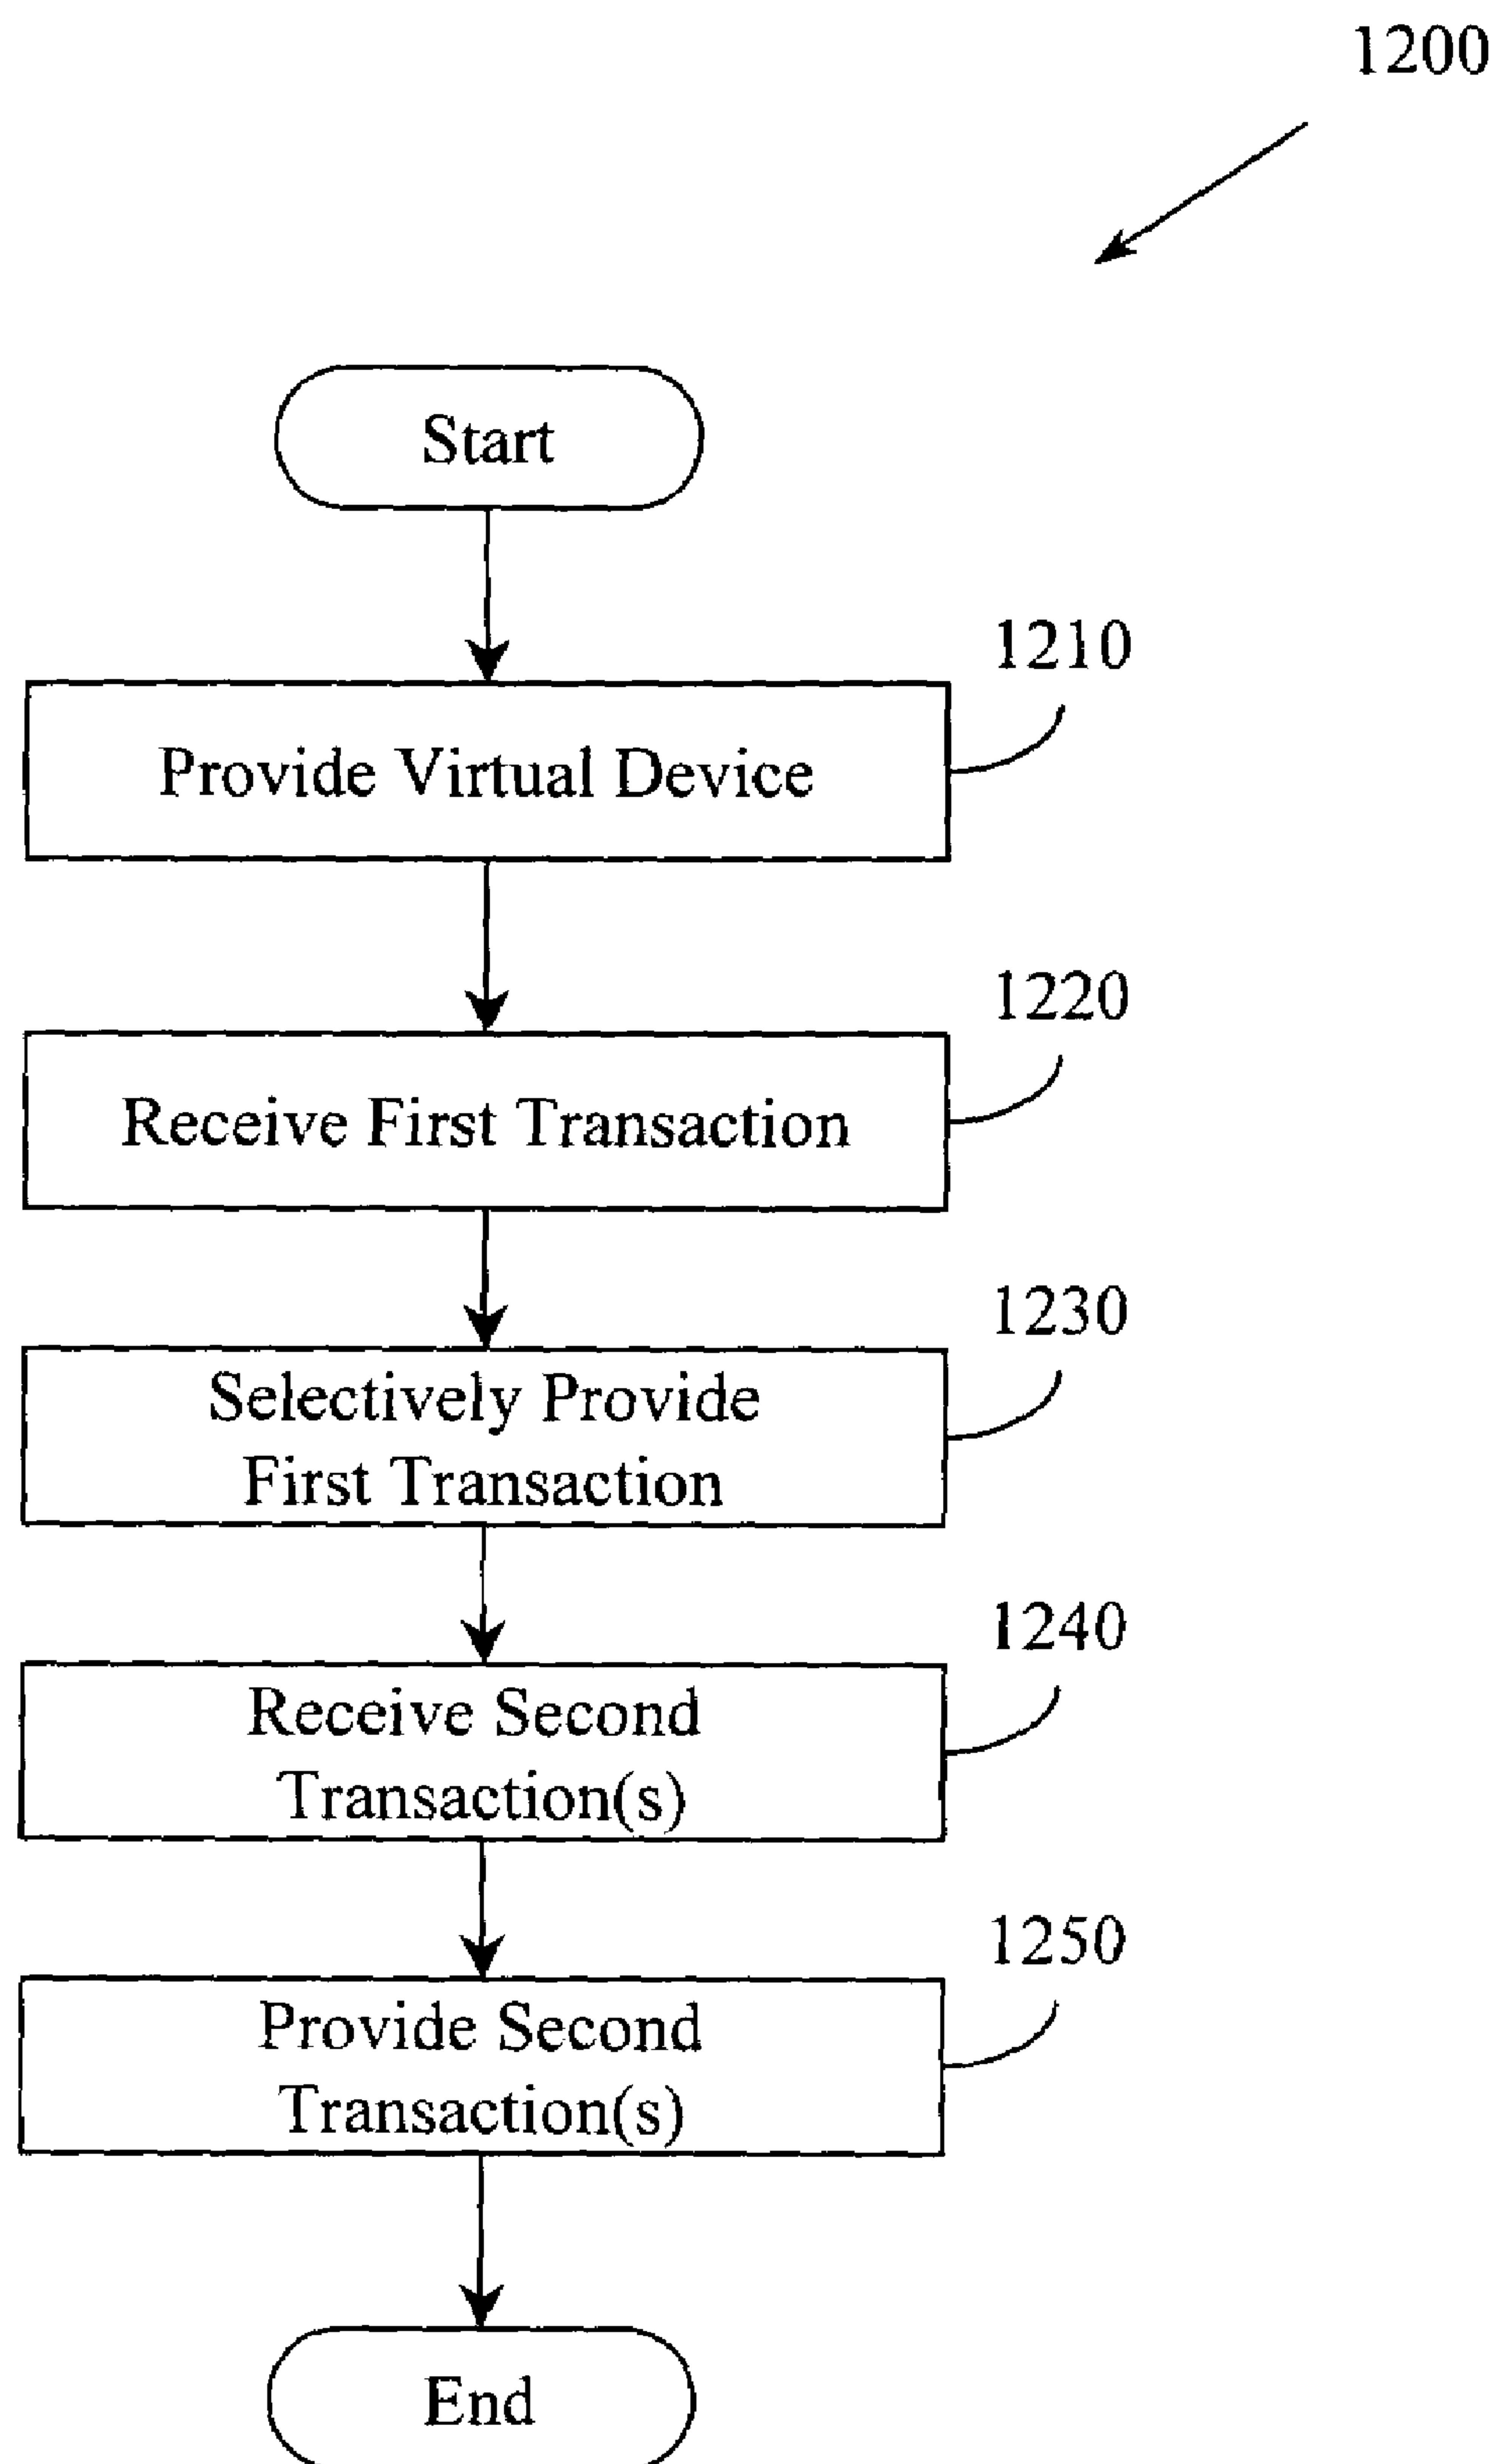 1200
Start
1210
Provide Virtual Device
1220
Receive First Transaction
1230
Selectively Provide
First Transaction
1240
Receive Second
Transaction(s)
1250
Provide Second
Transaction(s)
End